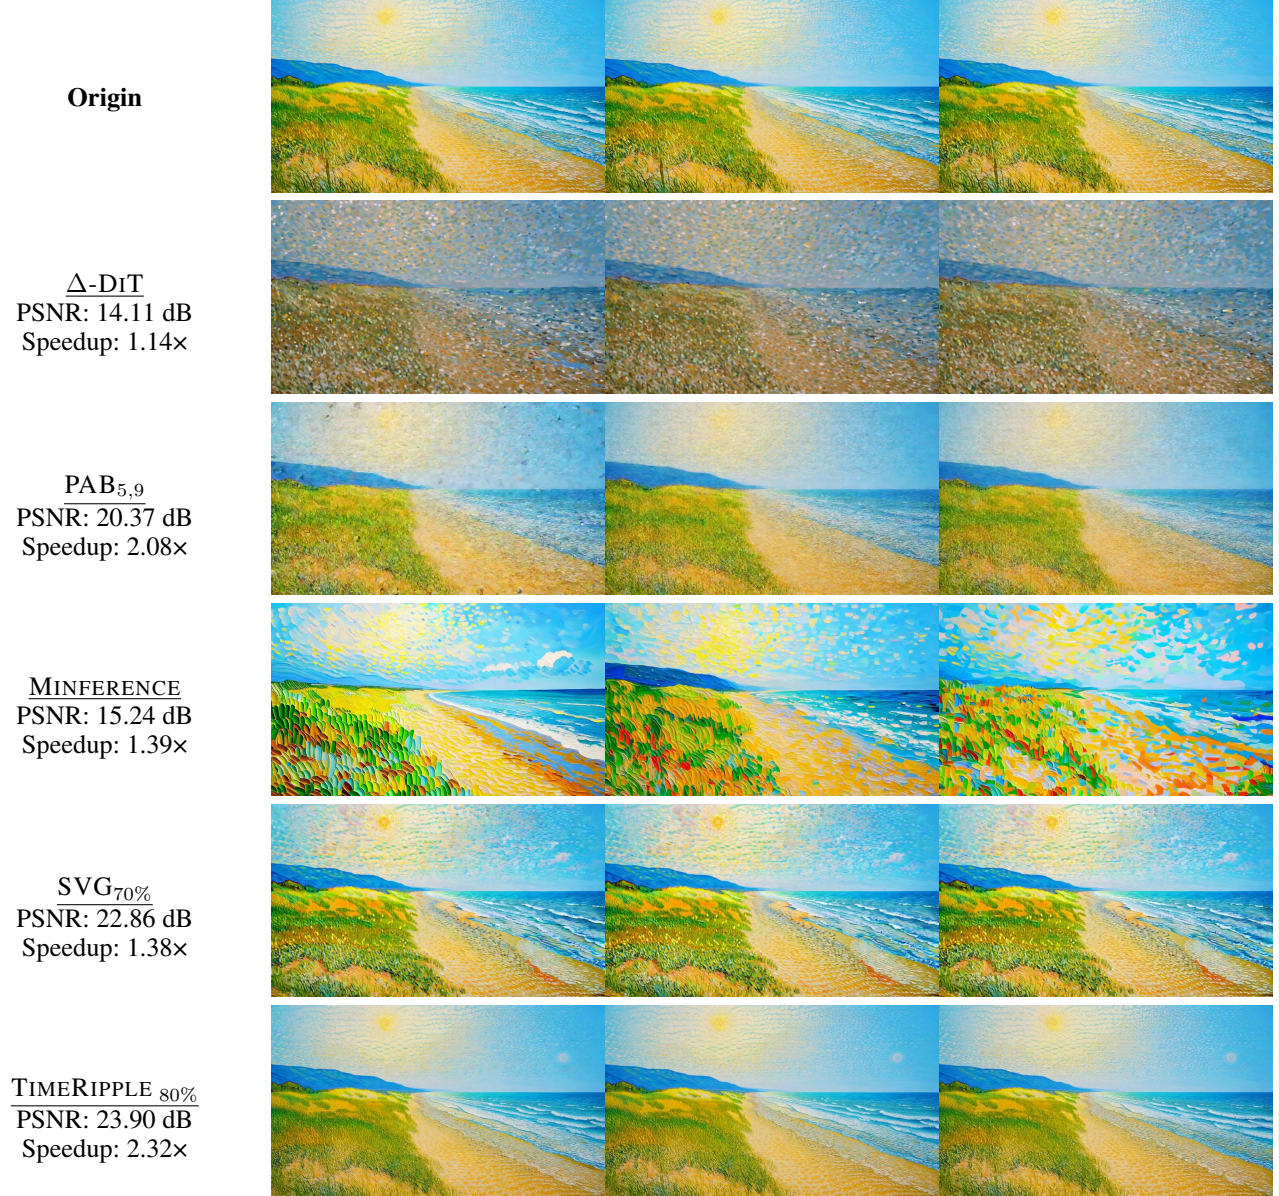 Origin
Δ-DIT
PSNR: 14.11 dB
Speedup: 1.14×
PAB5,9
PSNR: 20.37 dB
Speedup: 2.08×
MINFERENCE
PSNR: 15.24 dB
Speedup: 1.39×
SVG70%
PSNR: 22.86 dB
Speedup: 1.38×
TIMERIPPLE 80%
PSNR: 23.90 dB
Speedup: 2.32×